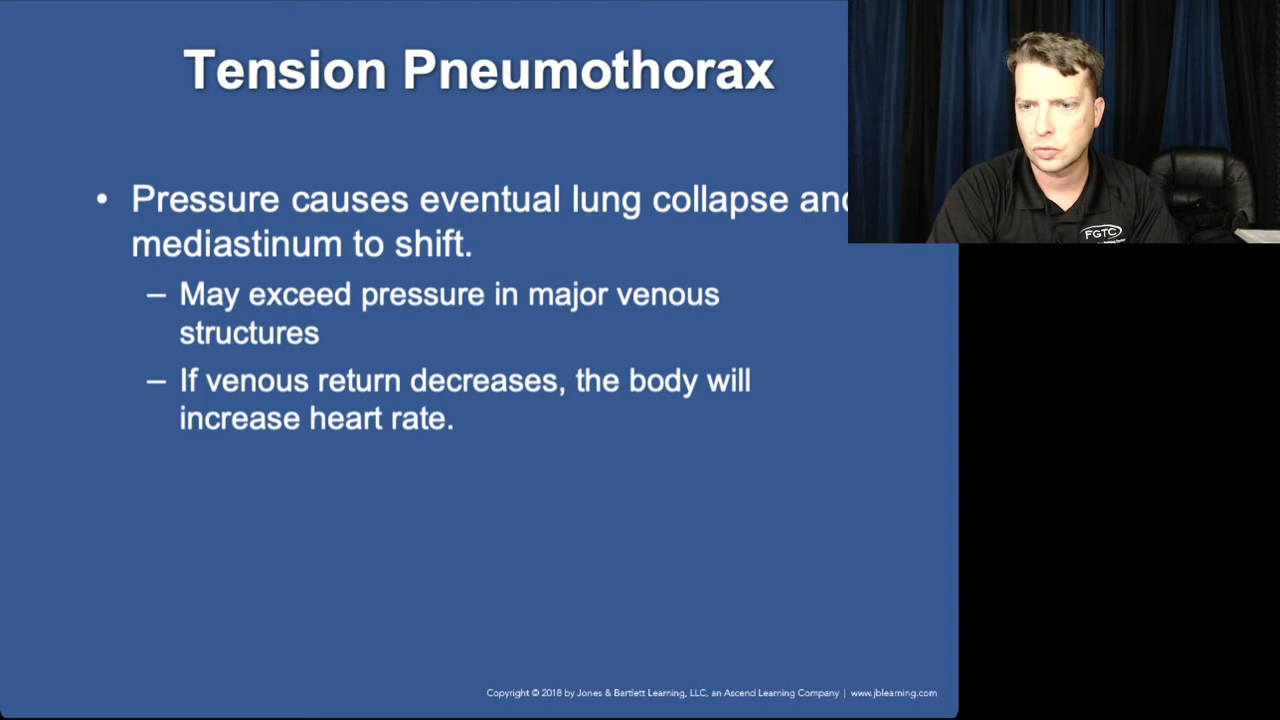 Tension Pneumothorax
• Pressure causes eventual lung collapse and
mediastinum to shift.
– May exceed pressure in major venous
structures
– If venous return decreases, the body will
increase heart rate.
Copyright © 2018 by Jones & Bartlett Learning, LLC, an Ascend Learning Company | www.jblearning.com
FGTC